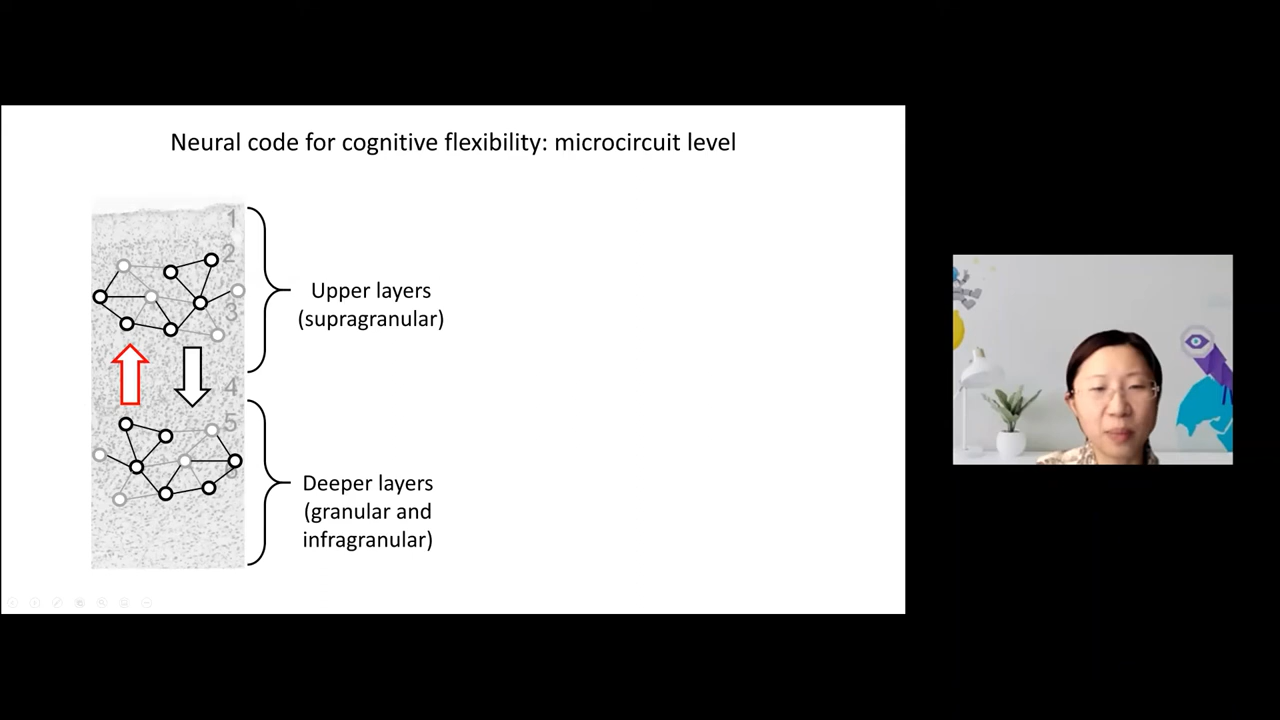 Neural code for cognitive flexibility: microcircuit level
1
2
3
4
5
6
Upper layers
(supragranular)
Deeper layers
(granular and
infragranular)